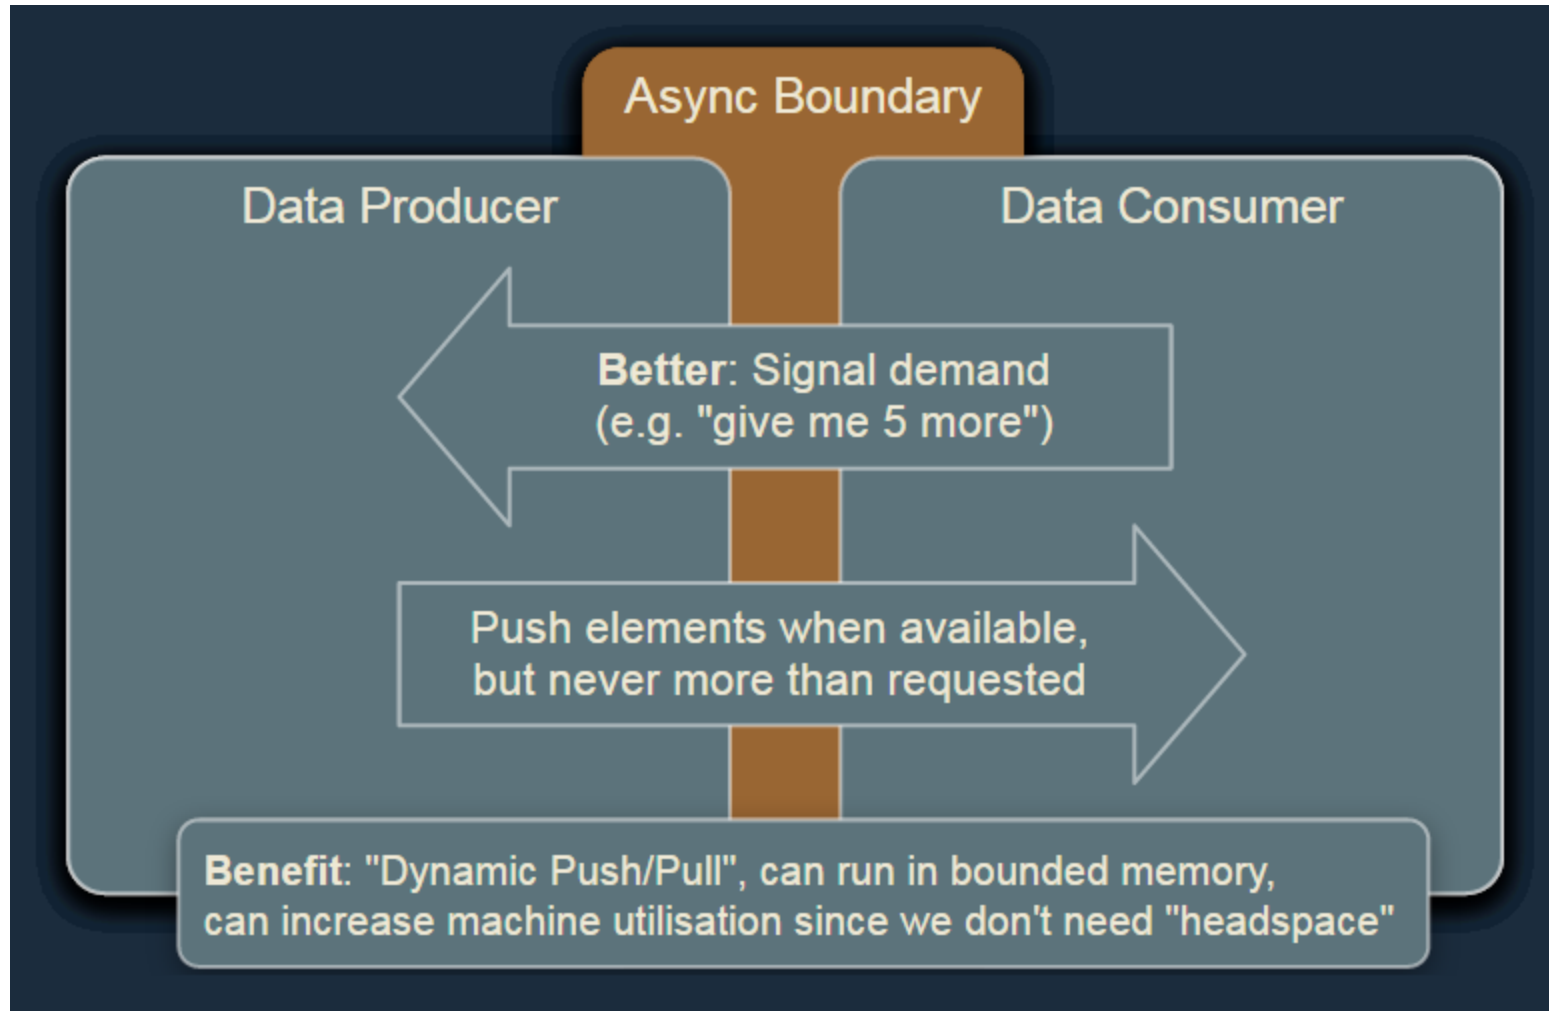 Async Boundary
Data Producer
Data Consumer
Better: Signal demand
(e.g. "give me 5 more")
Push elements when available,
but never more than requested
Benefit: "Dynamic Push/Pull", can run in bounded memory,
can increase machine utilisation since we don't need "headspace"